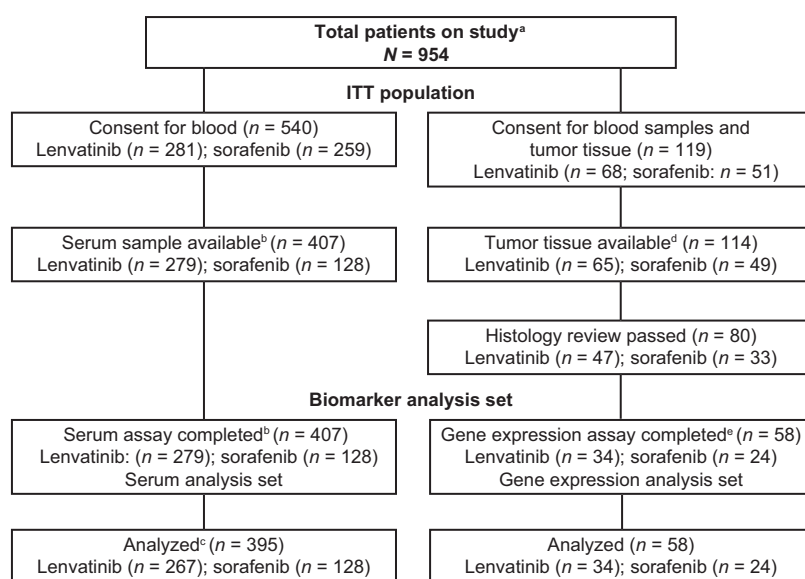 Total patients on studyᵃ
N = 954
ITT population
Consent for blood (n = 540)
Lenvatinib (n = 281); sorafenib (n = 259)
Consent for blood samples and
tumor tissue (n = 119)
Lenvatinib (n = 68; sorafenib: n = 51)
Serum sample availableᵇ (n = 407)
Lenvatinib (n = 279); sorafenib (n = 128)
Tumor tissue availableᵈ (n = 114)
Lenvatinib (n = 65); sorafenib (n = 49)
Histology review passed (n = 80)
Lenvatinib (n = 47); sorafenib (n = 33)
Biomarker analysis set
Serum assay completedᵇ (n = 407)
Lenvatinib: (n = 279); sorafenib (n = 128)
Serum analysis set
Gene expression assay completedᵉ (n = 58)
Lenvatinib (n = 34); sorafenib (n = 24)
Gene expression analysis set
Analyzedᶜ (n = 395)
Lenvatinib (n = 267); sorafenib (n = 128)
Analyzed (n = 58)
Lenvatinib (n = 34); sorafenib (n = 24)